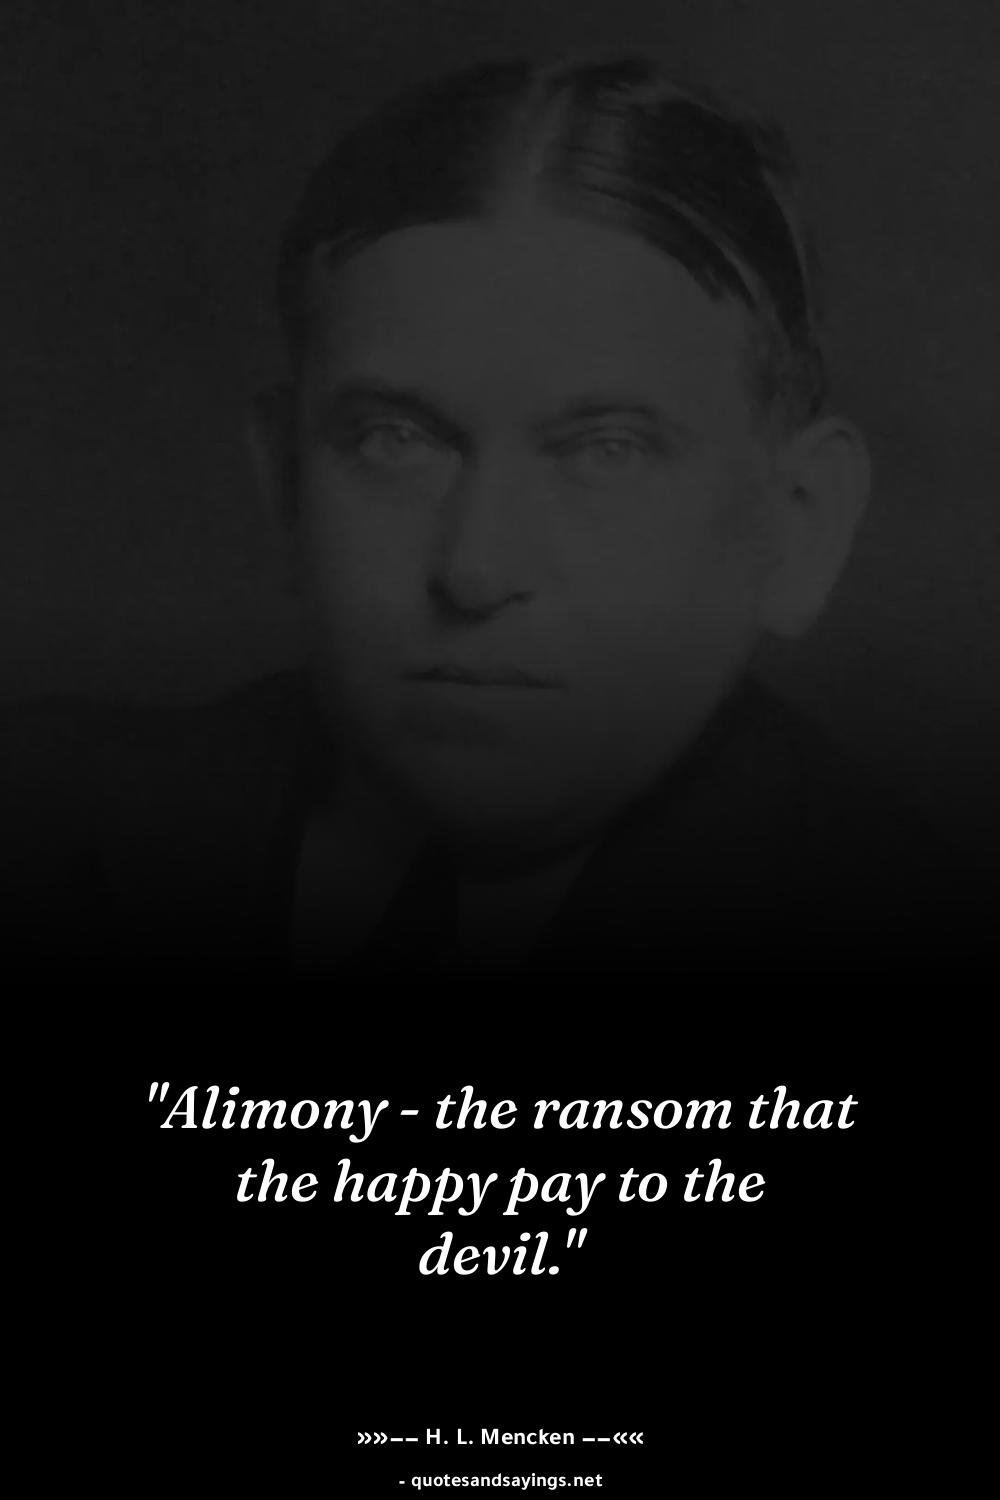 "Alimony - the ransom that
the happy pay to the
devil."
»»−− H. L. Mencken −−««
- quotesandsayings.net